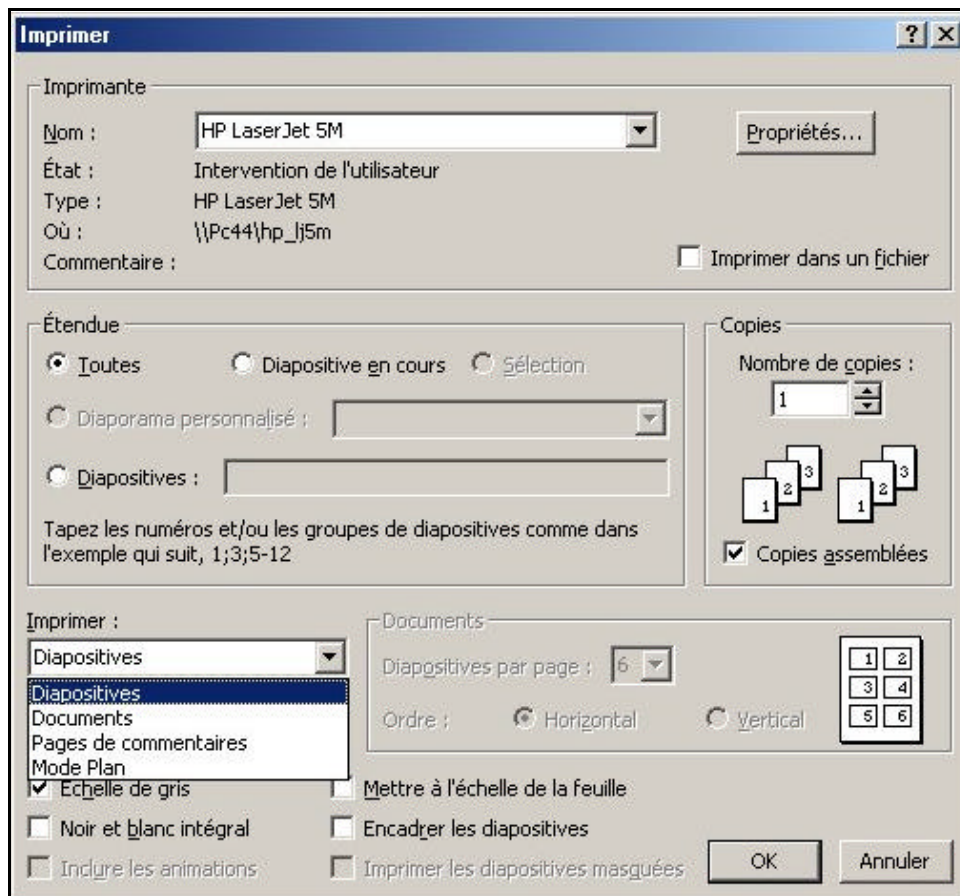 Imprimer
Imprimante
Nom : HP LaserJet 5M Propriétés...
État : Intervention de l'utilisateur
Type : HP LaserJet 5M
Où : \\Pc44\hp_lj5m
Commentaire : Imprimer dans un fichier
Étendue
Toutes Diapositive en cours Sélection
Diaporama personnalisé :
Diapositives :
Tapez les numéros et/ou les groupes de diapositives comme dans
l'exemple qui suit, 1;3;5-12
Copies
Nombre de copies :
1
1 2 3 1 2 3
Copies assemblées
Imprimer :
Diapositives
Diapositives
Documents
Pages de commentaires
Mode Plan
Documents
Diapositives par page : 6
Ordre : Horizontal Vertical
1 2
3 4
5 6
Echelle de gris Mettre à l'échelle de la feuille
Noir et blanc intégral Encadrer les diapositives
Inclure les animations Imprimer les diapositives masquées
OK Annuler